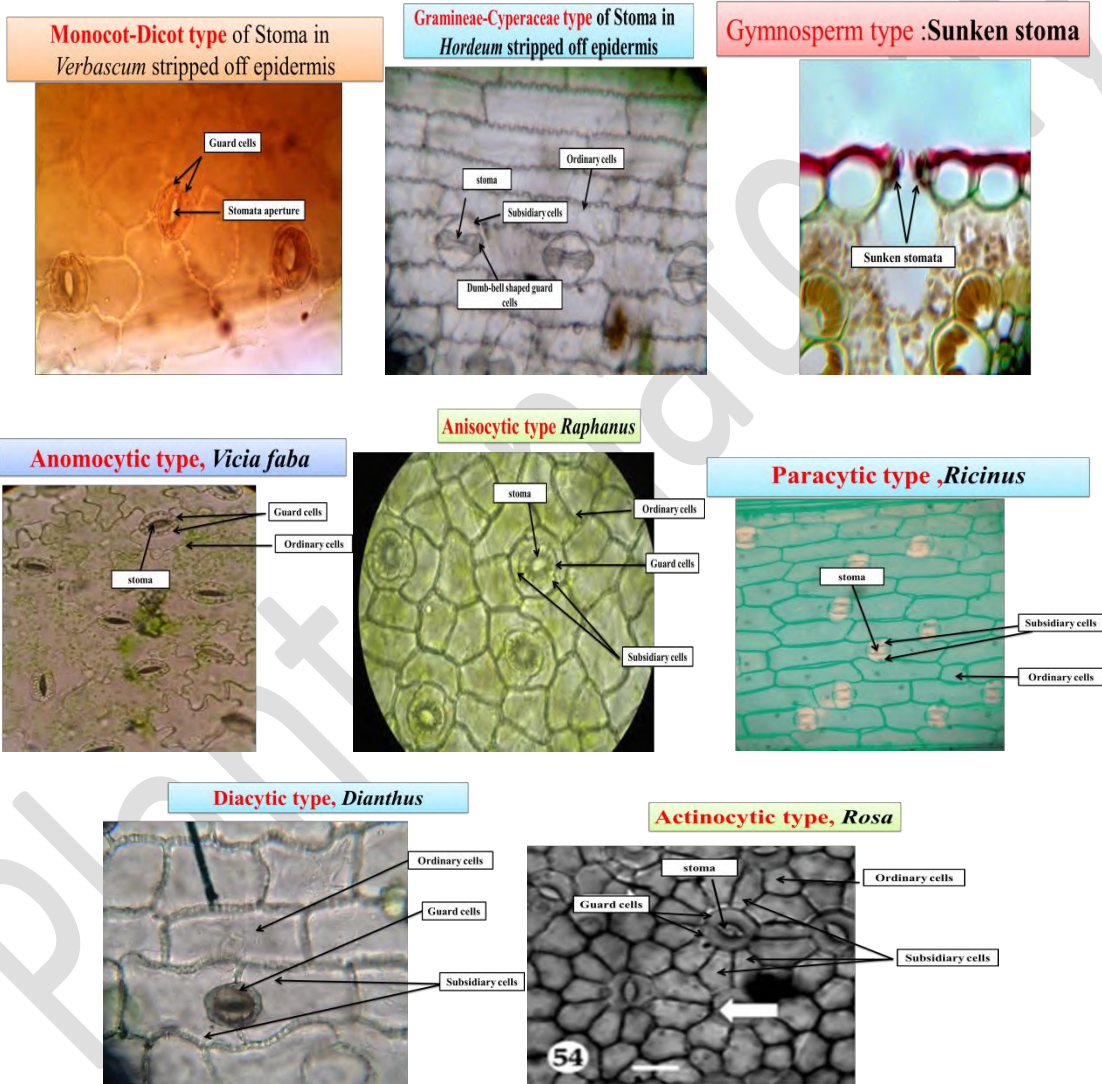 Monocot-Dicot type of Stoma in
Verbascum stripped off epidermis
Guard cells
Stomata aperture
Gramineae-Cyperaceae type of Stoma in
Hordeum stripped off epidermis
Ordinary cells
stoma
Subsidiary cells
Dumb-bell shaped guard
cells
Gymnosperm type :Sunken stoma
Sunken stomata
Anomocytic type, Vicia faba
Guard cells
Ordinary cells
stoma
Anisocytic type Raphanus
stoma
Ordinary cells
Guard cells
Subsidiary cells
Paracytic type ,Ricinus
stoma
Subsidiary cells
Ordinary cells
Diacytic type, Dianthus
Ordinary cells
Guard cells
Subsidiary cells
Actinocytic type, Rosa
stoma
Ordinary cells
Guard cells
Subsidiary cells
54